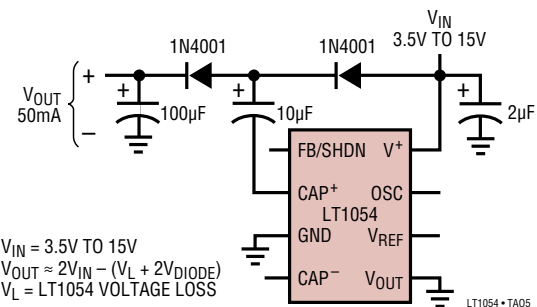 V_IN
3.5V TO 15V
1N4001
1N4001
V_OUT
50mA
+
–
+
100µF
+
10µF
+
2µF
FB/SHDN
V+
CAP+
OSC
LT1054
GND
V_REF
CAP–
V_OUT
V_IN = 3.5V TO 15V
V_OUT ≈ 2V_IN – (V_L + 2V_DIODE)
V_L = LT1054 VOLTAGE LOSS
LT1054 • TA05